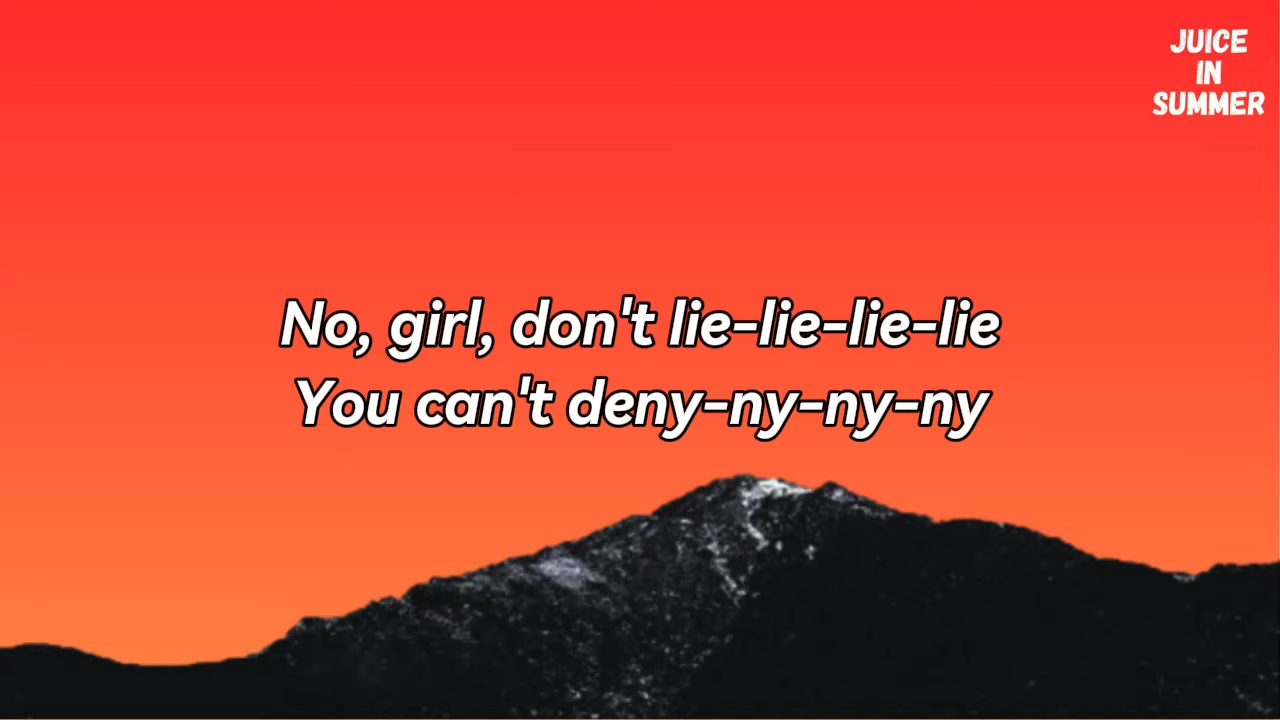 JUICE
IN
SUMMER
No, girl, don't lie-lie-lie-lie
You can't deny-ny-ny-ny